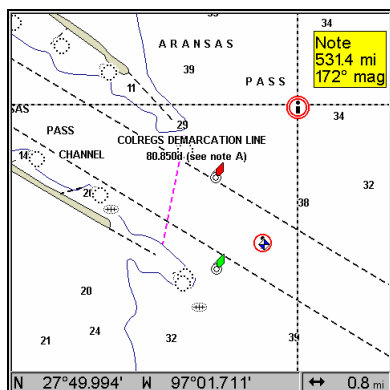 34
ARANSAS
Note
531.4 mi
172° mag
39
PASS
11
34
29
SAS
PASS
COLREGS DEMARCATION LINE
CHANNEL
80.850d (see note A)
14
32
38
20
24
32
39
21
N 27°49.994' W 97°01.711' 0.8 mi